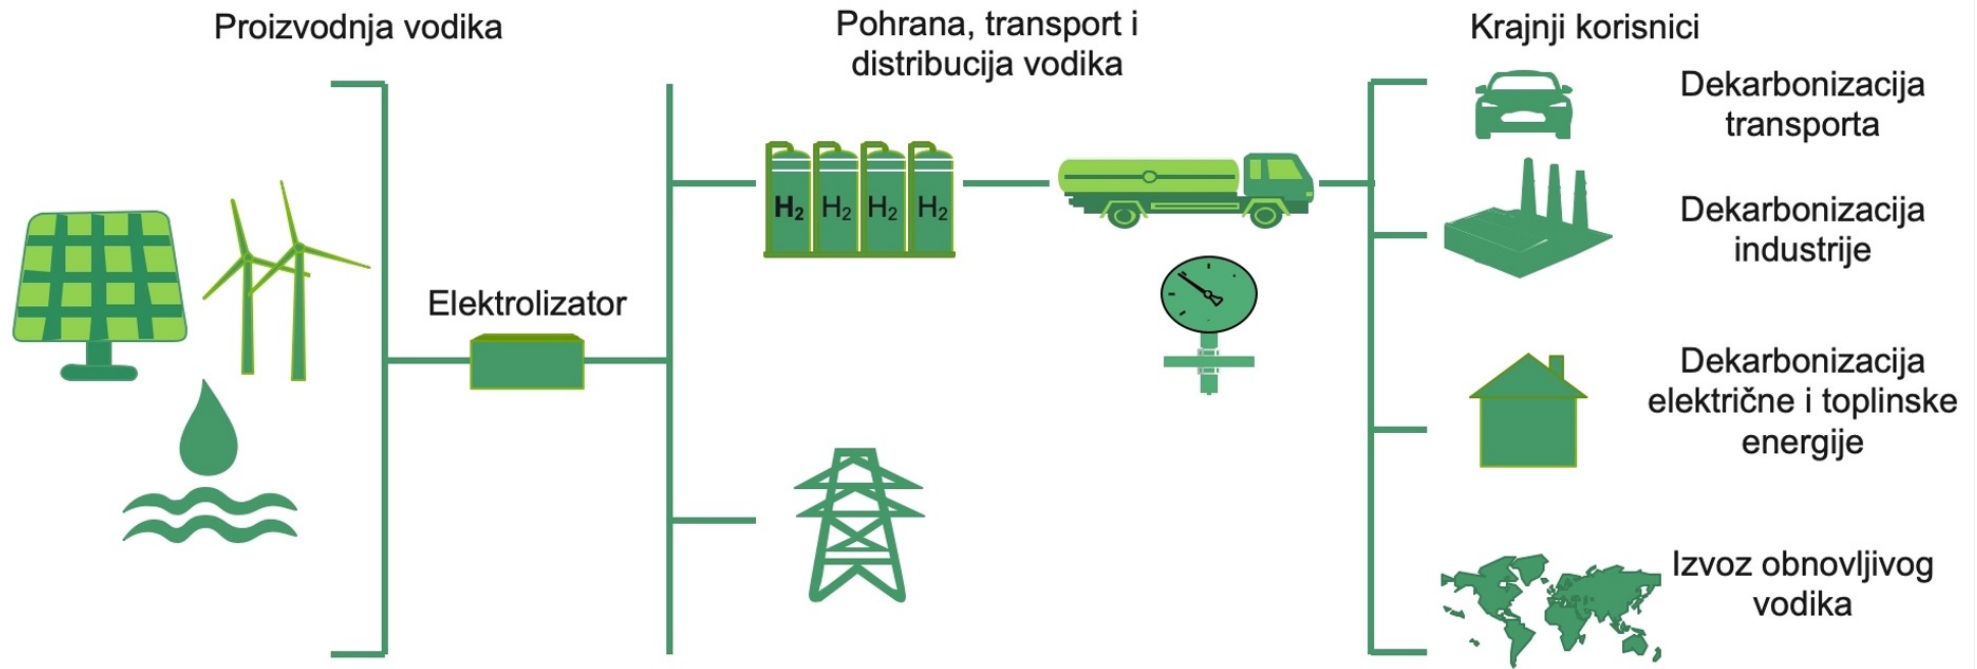 Proizvodnja vodika
Pohrana, transport i
distribucija vodika
Krajnji korisnici
Elektrolizator
H₂ H₂ H₂ H₂
Dekarbonizacija
transporta
Dekarbonizacija
industrije
Dekarbonizacija
električne i toplinske
energije
Izvoz obnovljivog
vodika